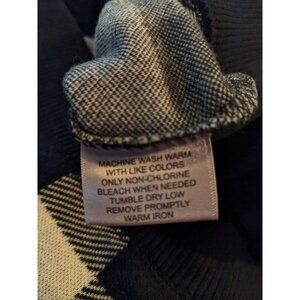 MACHINE WASH WARM
WITH LIKE COLORS
ONLY NON-CHLORINE
BLEACH WHEN NEEDED
TUMBLE DRY LOW
REMOVE PROMPTLY
WARM IRON